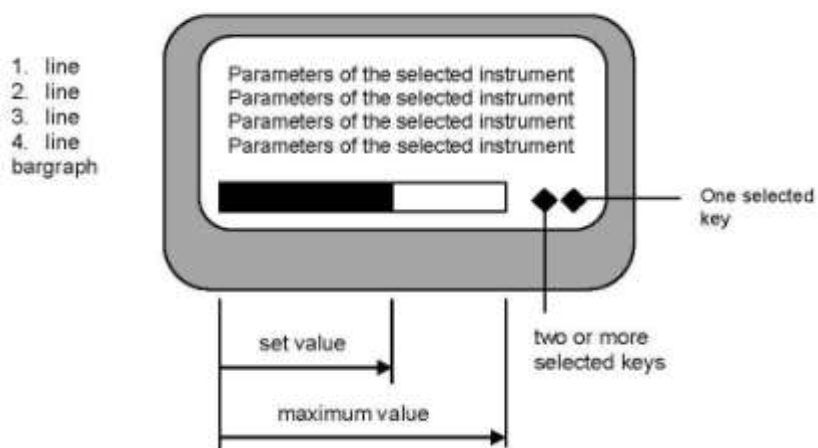 1. line
2. line
3. line
4. line
bargraph
Parameters of the selected instrument
Parameters of the selected instrument
Parameters of the selected instrument
Parameters of the selected instrument
One selected
key
two or more
selected keys
set value
maximum value